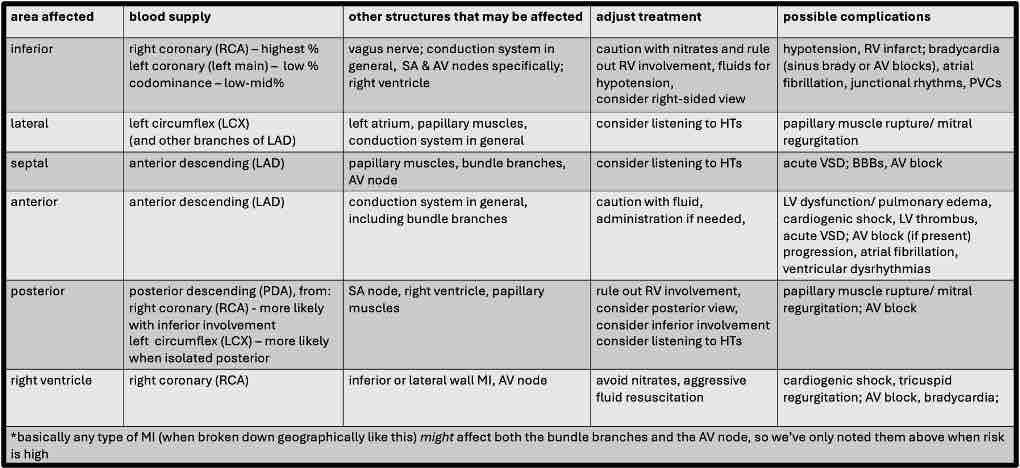 area affected
blood supply
other structures that may be affected
adjust treatment
possible complications
inferior
right coronary (RCA) – highest %
left coronary (left main) – low %
codominance – low-mid%
vagus nerve; conduction system in
general, SA & AV nodes specifically;
right ventricle
caution with nitrates and rule
out RV involvement, fluids for
hypotension,
consider right-sided view
hypotension, RV infarct; bradycardia
(sinus brady or AV blocks), atrial
fibrillation, junctional rhythms, PVCs
lateral
left circumflex (LCX)
(and other branches of LAD)
left atrium, papillary muscles,
conduction system in general
consider listening to HTs
papillary muscle rupture/ mitral
regurgitation
septal
anterior descending (LAD)
papillary muscles, bundle branches,
AV node
consider listening to HTs
acute VSD; BBBs, AV block
anterior
anterior descending (LAD)
conduction system in general,
including bundle branches
caution with fluid,
administration if needed,
LV dysfunction/ pulmonary edema,
cardiogenic shock, LV thrombus,
acute VSD; AV block (if present)
progression, atrial fibrillation,
ventricular dysrhythmias
posterior
posterior descending (PDA), from:
right coronary (RCA) - more likely
with inferior involvement
left circumflex (LCX) – more likely
when isolated posterior
SA node, right ventricle, papillary
muscles
rule out RV involvement,
consider posterior view,
consider inferior involvement
consider listening to HTs
papillary muscle rupture/ mitral
regurgitation; AV block
right ventricle
right coronary (RCA)
inferior or lateral wall MI, AV node
avoid nitrates, aggressive
fluid resuscitation
cardiogenic shock, tricuspid
regurgitation; AV block, bradycardia;
*basically any type of MI (when broken down geographically like this) might affect both the bundle branches and the AV node, so we've only noted them above when risk
is high